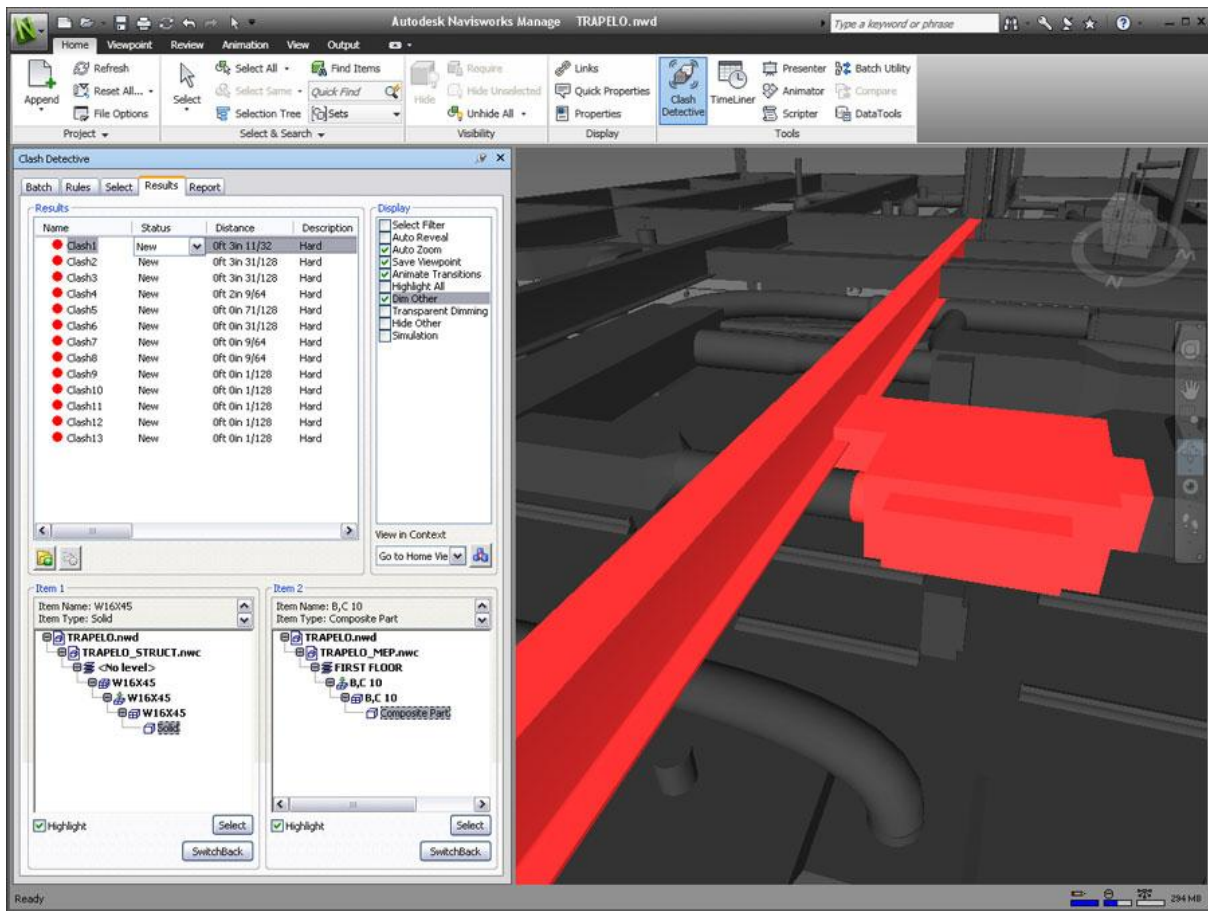 Autodesk Navisworks Manage TRAPELO.nwd
Type a keyword or phrase
Home Viewpoint Review Animation View Output
Append
Refresh
Reset All...
File Options
Project
Select
Select All
Select Same
Selection Tree
Find Items
Quick Find
Sets
Select & Search
Hide
Require
Hide Unselected
Unhide All
Visibility
Links
Quick Properties
Properties
Display
Clash Detective
TimeLiner
Presenter
Animator
Scripter
Batch Utility
Compare
DataTools
Tools
Clash Detective
Batch Rules Select Results Report
Results
Name Status Distance Description
Clash1 New 0ft 3in 11/32 Hard
Clash2 New 0ft 3in 31/128 Hard
Clash3 New 0ft 3in 31/128 Hard
Clash4 New 0ft 2in 9/64 Hard
Clash5 New 0ft 0in 71/128 Hard
Clash6 New 0ft 0in 31/128 Hard
Clash7 New 0ft 0in 9/64 Hard
Clash8 New 0ft 0in 9/64 Hard
Clash9 New 0ft 0in 1/128 Hard
Clash10 New 0ft 0in 1/128 Hard
Clash11 New 0ft 0in 1/128 Hard
Clash12 New 0ft 0in 1/128 Hard
Clash13 New 0ft 0in 1/128 Hard
Display
Select Filter
Auto Reveal
Auto Zoom
Save Viewpoint
Animate Transitions
Highlight All
Dim Other
Transparent Dimming
Hide Other
Simulation
View in Context
Go to Home Vie
Item 1
Item Name: W16X45
Item Type: Solid
TRAPELO.nwd
TRAPELO_STRUCT.nwc
<No level>
W16X45
W16X45
W16X45
Solid
Highlight
Select
SwitchBack
Item 2
Item Name: B,C 10
Item Type: Composite Part
TRAPELO.nwd
TRAPELO_MEP.nwc
FIRST FLOOR
B,C 10
B,C 10
Composite Part
Highlight
Select
SwitchBack
N
Ready
294 MB